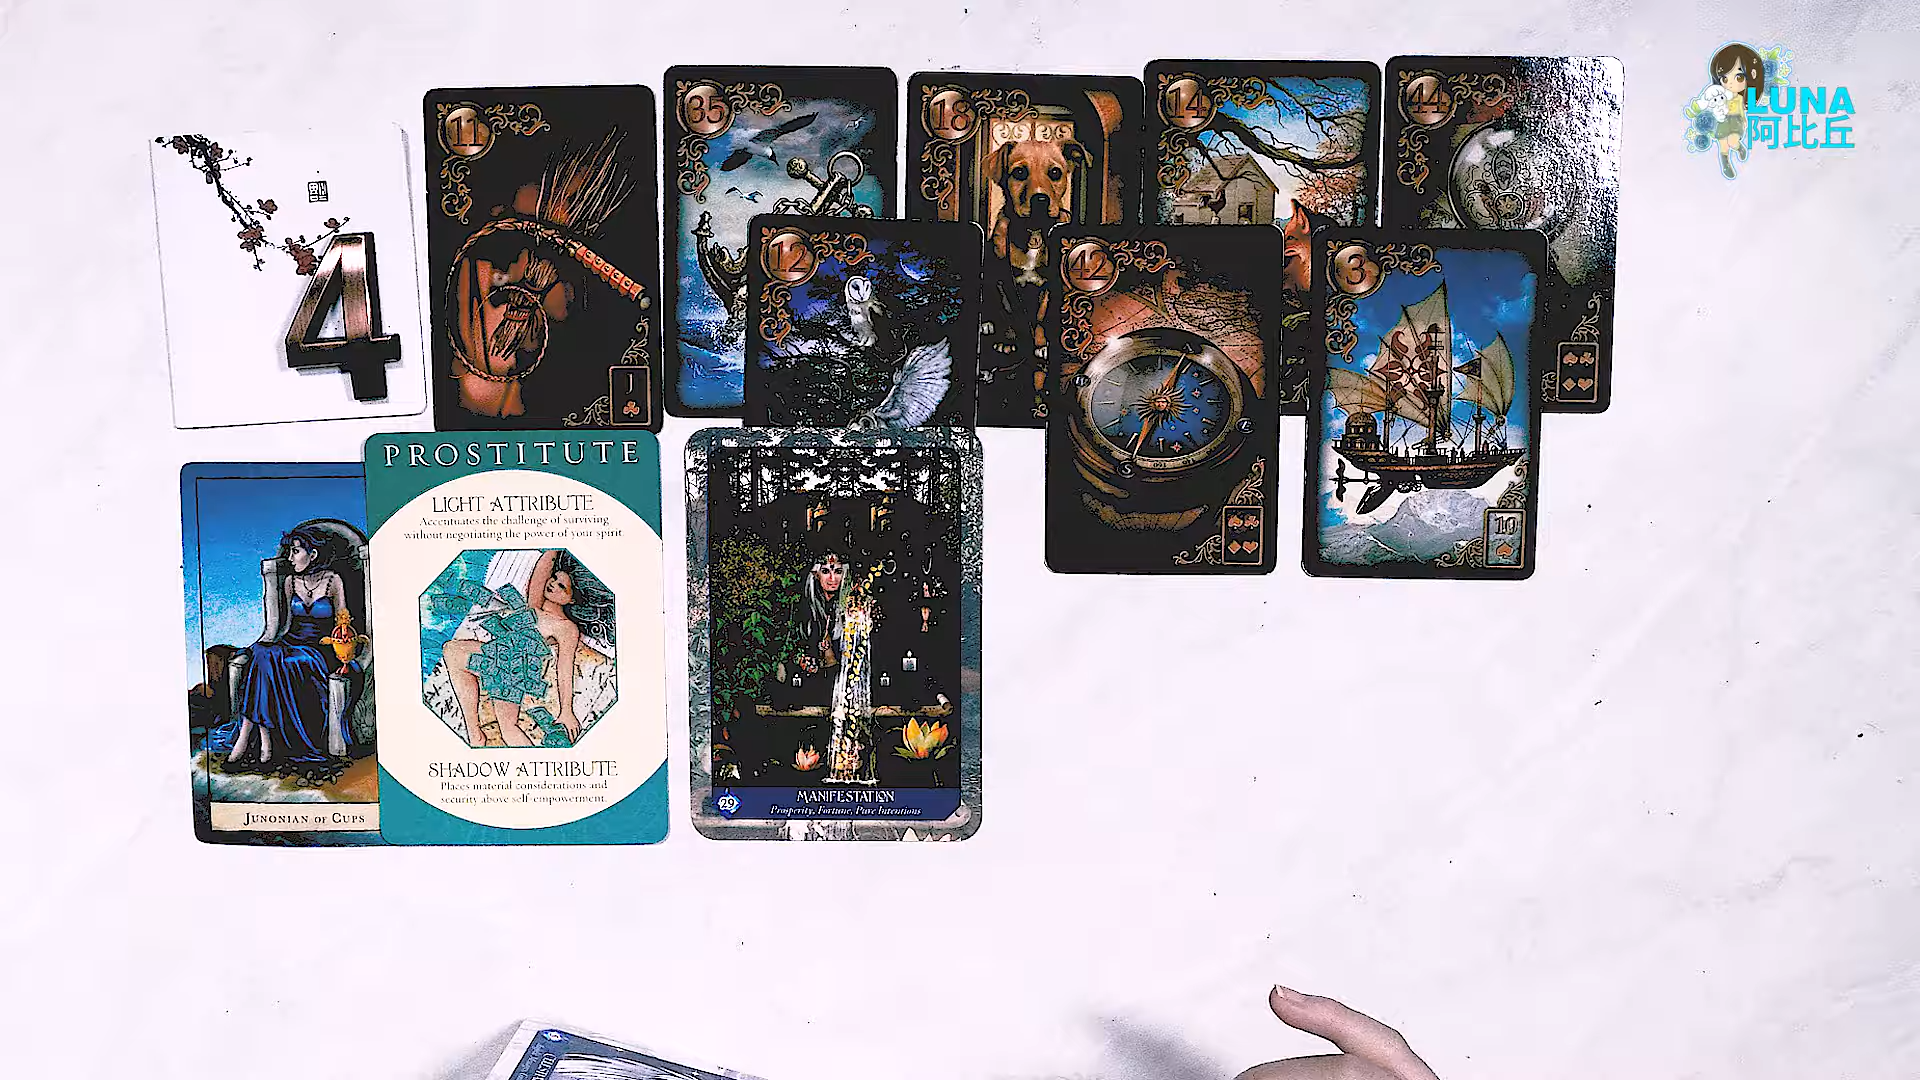 LUNA
阿比丘
4
11
J
35
18
14
44
12
42
3
10
PROSTITUTE
LIGHT ATTRIBUTE
Accentuates the challenge of surviving
without negotiating the power of your spirit.
SHADOW ATTRIBUTE
Places material considerations and
security above self-empowerment.
JUNONIAN OF CUPS
29
MANIFESTATION
Prosperity, Fortune, Pure Intentions